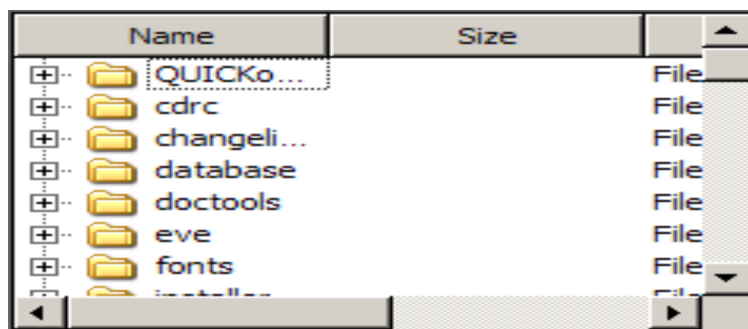 Name Size
QUICKo... File
cdrc File
changeli... File
database File
doctools File
eve File
fonts File